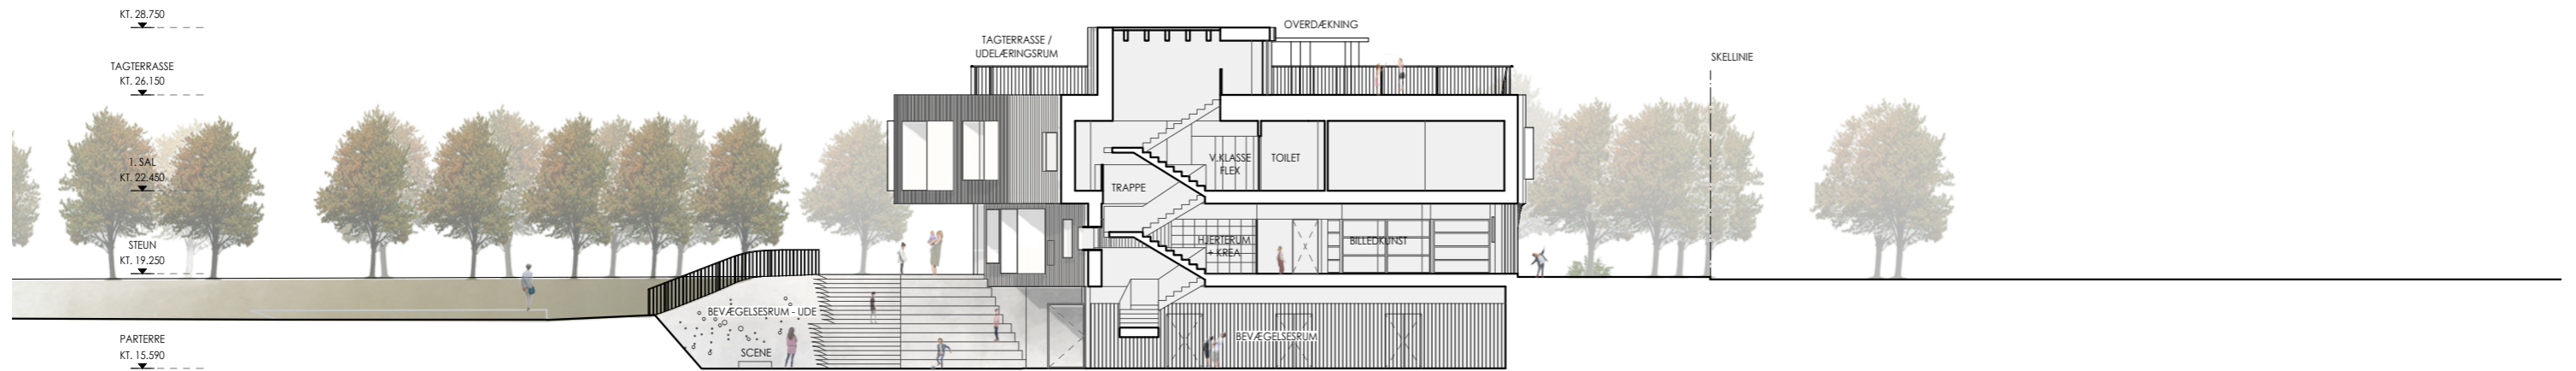 KT. 28.750
TAGTERRASSE
KT. 26.150
1. SAL
KT. 22.450
STEUN
KT. 19.250
PARTERRE
KT. 15.590
TAGTERRASSE /
UDELÆRINGSRUM
OVERDÆKNING
SKELLINIE
V.KLASSE
FLEX
TOILET
TRAPPE
HJERTERUM
+ KREA
BILLEDKUNST
BEVÆGELSESRUM - UDE
SCENE
BEVÆGELSESRUM